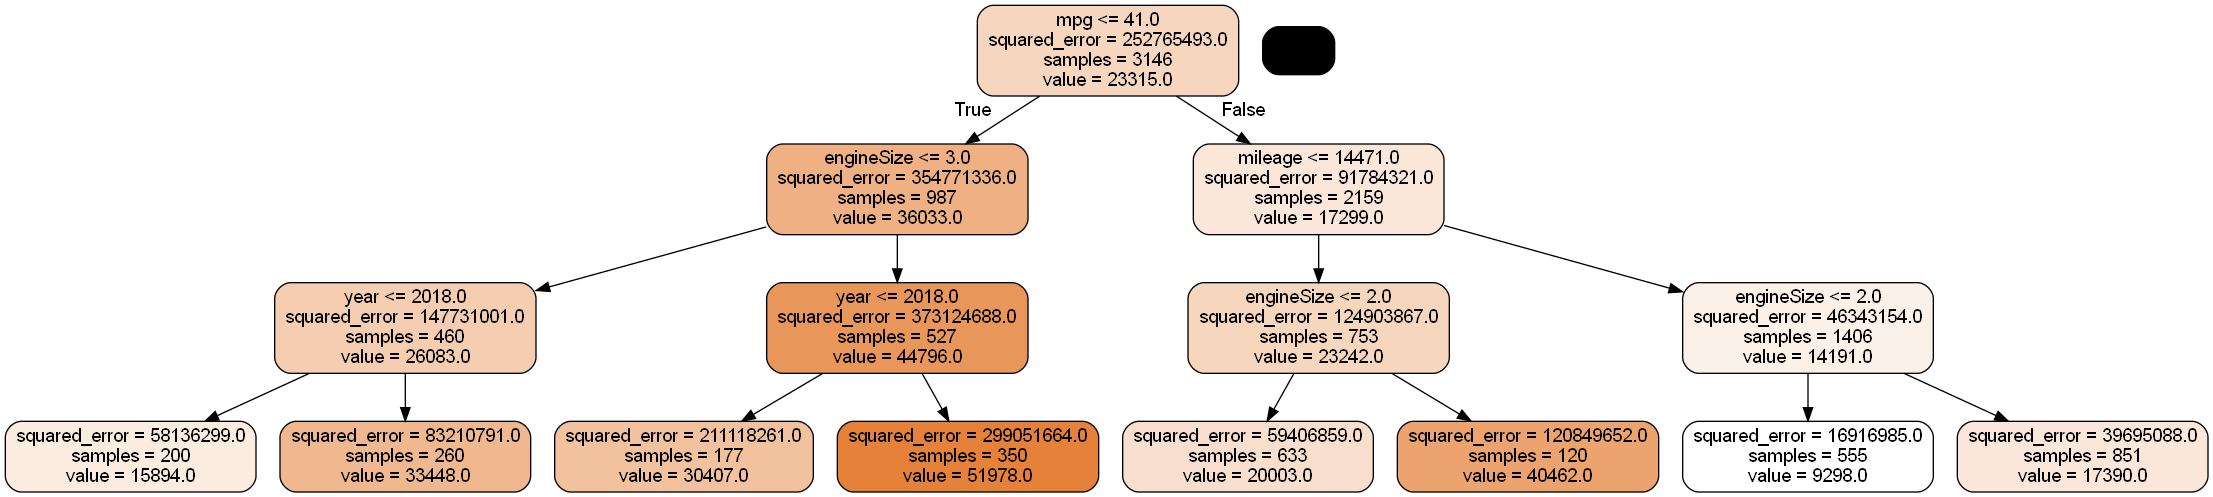 mpg <= 41.0
squared_error = 252765493.0
samples = 3146
value = 23315.0
True
False
engineSize <= 3.0
squared_error = 354771336.0
samples = 987
value = 36033.0
mileage <= 14471.0
squared_error = 91784321.0
samples = 2159
value = 17299.0
year <= 2018.0
squared_error = 147731001.0
samples = 460
value = 26083.0
year <= 2018.0
squared_error = 373124688.0
samples = 527
value = 44796.0
engineSize <= 2.0
squared_error = 124903867.0
samples = 753
value = 23242.0
engineSize <= 2.0
squared_error = 46343154.0
samples = 1406
value = 14191.0
squared_error = 58136299.0
samples = 200
value = 15894.0
squared_error = 83210791.0
samples = 260
value = 33448.0
squared_error = 211118261.0
samples = 177
value = 30407.0
squared_error = 299051664.0
samples = 350
value = 51978.0
squared_error = 59406859.0
samples = 633
value = 20003.0
squared_error = 120849652.0
samples = 120
value = 40462.0
squared_error = 16916985.0
samples = 555
value = 9298.0
squared_error = 39695088.0
samples = 851
value = 17390.0